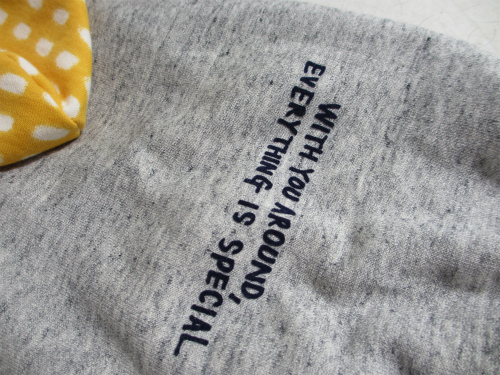 WITH YOU AROUND,
EVERYTHING IS SPECIAL